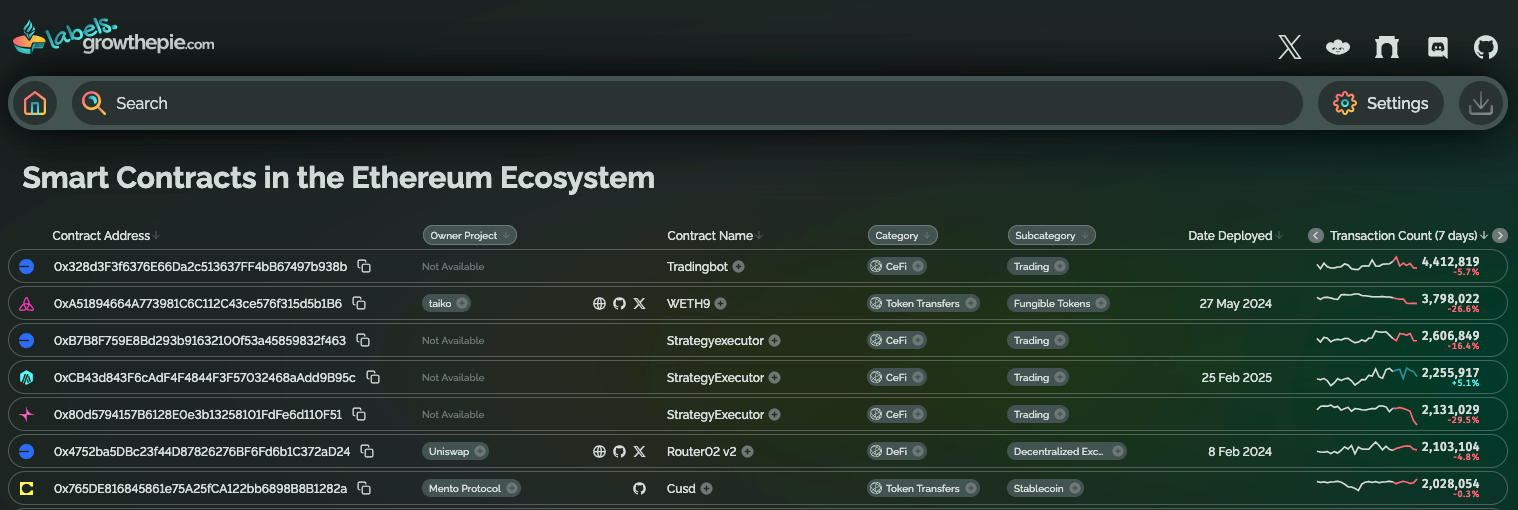 labels.
growthepie.com
Search
Settings
Smart Contracts in the Ethereum Ecosystem
Contract Address Owner Project Contract Name Category Subcategory Date Deployed Transaction Count (7 days)
0x328d3F3f6376E66Da2c513637FF4bB67497b938b Not Available Tradingbot CeFi Trading 4,412,819
-5.7%
0xA51894664A773981C6C112C43ce576f315d5b1B6 taiko WETH9 Token Transfers Fungible Tokens 27 May 2024 3,798,022
-26.6%
0xB7B8F759E8Bd293b91632100f53a45859832f463 Not Available Strategyexecutor CeFi Trading 2,606,849
-16.4%
0xCB43d843F6cAdF4F4844F3F57032468aAdd9B95c Not Available StrategyExecutor CeFi Trading 25 Feb 2025 2,255,917
+5.1%
0x80d5794157B6128E0e3b13258101FdFe6d110F51 Not Available StrategyExecutor CeFi Trading 2,131,029
-29.5%
0x4752ba5DBc23f44D87826276BF6Fd6b1C372aD24 Uniswap Router02 v2 DeFi Decentralized Exc... 8 Feb 2024 2,103,104
-4.8%
0x765DE816845861e75A25fCA122bb6898B8B1282a Mento Protocol Cusd Token Transfers Stablecoin 2,028,054
-0.3%